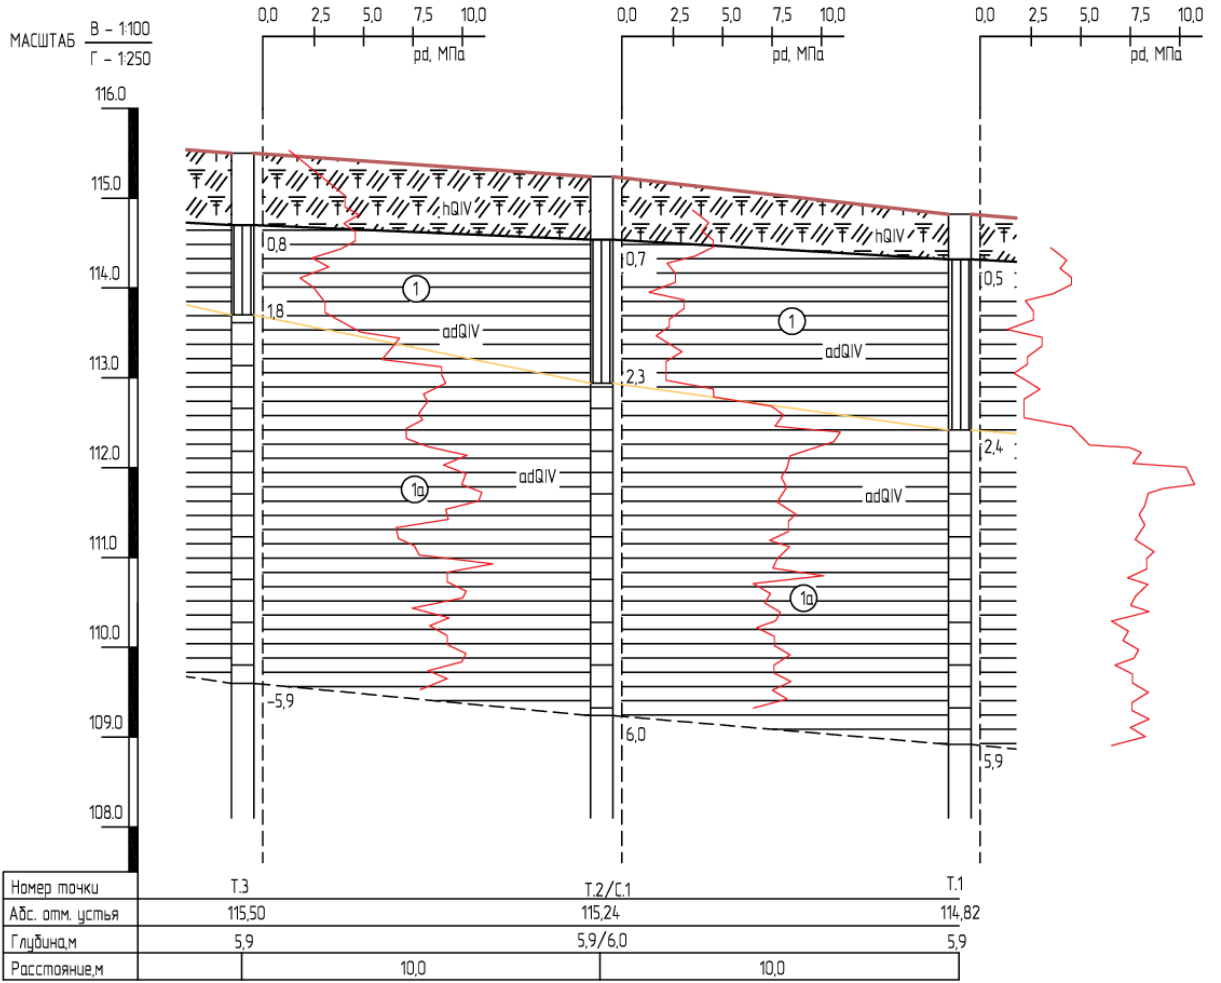 МАСШТАБ В - 1:100
Г - 1:250
0,0 2,5 5,0 7,5 10,0
pd, МПа
0,0 2,5 5,0 7,5 10,0
pd, МПа
0,0 2,5 5,0 7,5 10,0
pd, МПа
116.0
115.0
114.0
113.0
112.0
111.0
110.0
109.0
108.0
hQIV
hQIV
0,8
0,7
0,5
1
1
1,8
adQIV
adQIV
2,3
2,4
adQIV
1а
adQIV
1а
-5,9
6,0
5,9
Номер точки Т.3 Т.2/С.1 Т.1
Абс. отм. устья 115,50 115,24 114,82
Глубина,м 5,9 5,9/6,0 5,9
Расстояние,м 10,0 10,0